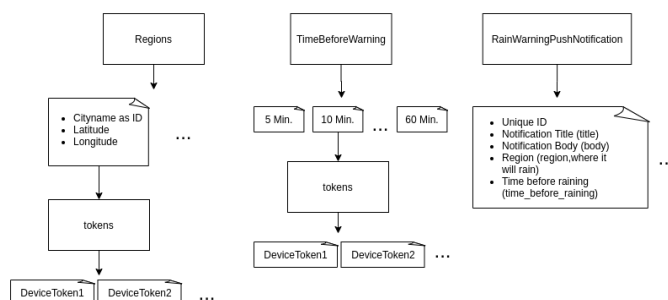 Regions
TimeBeforeWarning
RainWarningPushNotification
• Cityname as ID
• Latitude
• Longitude
...
5 Min.
10 Min.
...
60 Min.
• Unique ID
• Notification Title (title)
• Notification Body (body)
• Region (region,where it
will rain)
• Time before raining
(time_before_raining)
...
tokens
tokens
DeviceToken1
DeviceToken2
...
DeviceToken1
DeviceToken2
...